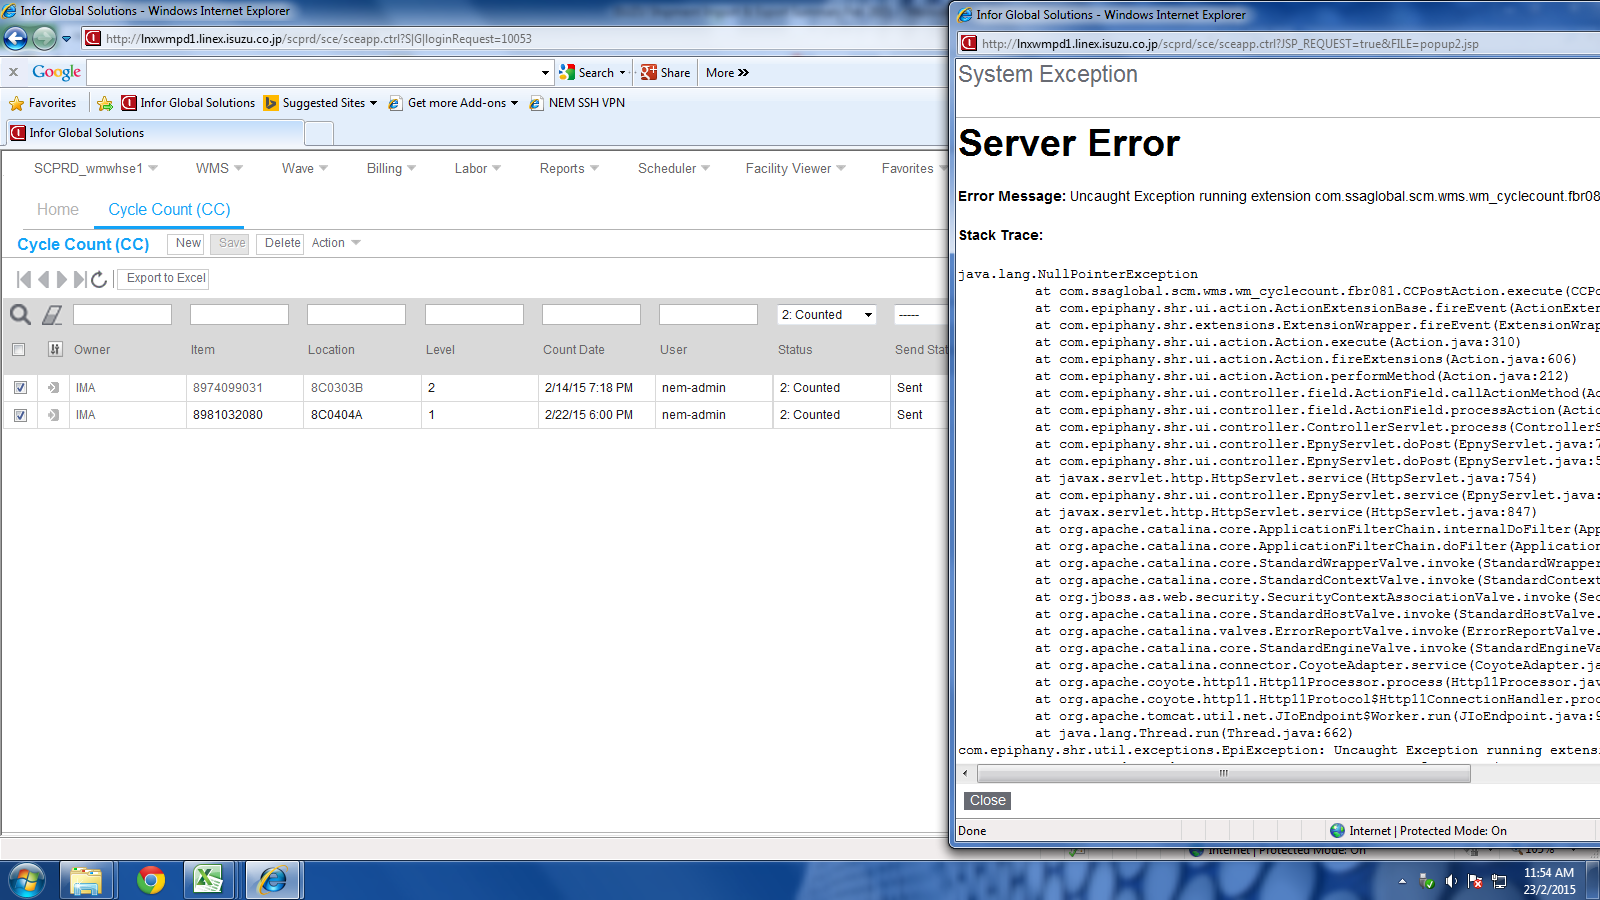 Infor Global Solutions - Windows Internet Explorer
http://lnxwmpd1.linex.isuzu.co.jp/scprd/sce/sceapp.ctrl?S|G|loginRequest=10053
x Google Search Share More »
Favorites Infor Global Solutions Suggested Sites Get more Add-ons NEM SSH VPN
Infor Global Solutions
SCPRD_wmwhse1 WMS Wave Billing Labor Reports Scheduler Facility Viewer Favorites
Home Cycle Count (CC)
Cycle Count (CC) New Save Delete Action
Export to Excel
2: Counted -----
Owner Item Location Level Count Date User Status Send Stat
IMA 8974099031 8C0303B 2 2/14/15 7:18 PM nem-admin 2: Counted Sent
IMA 8981032080 8C0404A 1 2/22/15 6:00 PM nem-admin 2: Counted Sent
Infor Global Solutions - Windows Internet Explorer
http://lnxwmpd1.linex.isuzu.co.jp/scprd/sce/sceapp.ctrl?JSP_REQUEST=true&FILE=popup2.jsp
System Exception
Server Error
Error Message: Uncaught Exception running extension com.ssaglobal.scm.wms.wm_cyclecount.fbr08
Stack Trace:
java.lang.NullPointerException
at com.ssaglobal.scm.wms.wm_cyclecount.fbr081.CCPostAction.execute(CCPo
at com.epiphany.shr.ui.action.ActionExtensionBase.fireEvent(ActionExten
at com.epiphany.shr.extensions.ExtensionWrapper.fireEvent(ExtensionWrap
at com.epiphany.shr.ui.action.Action.execute(Action.java:310)
at com.epiphany.shr.ui.action.Action.fireExtensions(Action.java:606)
at com.epiphany.shr.ui.action.Action.performMethod(Action.java:212)
at com.epiphany.shr.ui.controller.field.ActionField.callActionMethod(Ac
at com.epiphany.shr.ui.controller.field.ActionField.processAction(Actio
at com.epiphany.shr.ui.controller.ControllerServlet.process(ControllerS
at com.epiphany.shr.ui.controller.EpnyServlet.doPost(EpnyServlet.java:7
at com.epiphany.shr.ui.controller.EpnyServlet.doPost(EpnyServlet.java:5
at javax.servlet.http.HttpServlet.service(HttpServlet.java:754)
at com.epiphany.shr.ui.controller.EpnyServlet.service(EpnyServlet.java:
at javax.servlet.http.HttpServlet.service(HttpServlet.java:847)
at org.apache.catalina.core.ApplicationFilterChain.internalDoFilter(App
at org.apache.catalina.core.ApplicationFilterChain.doFilter(Application
at org.apache.catalina.core.StandardWrapperValve.invoke(StandardWrapper
at org.apache.catalina.core.StandardContextValve.invoke(StandardContext
at org.jboss.as.web.security.SecurityContextAssociationValve.invoke(Sec
at org.apache.catalina.core.StandardHostValve.invoke(StandardHostValve.
at org.apache.catalina.valves.ErrorReportValve.invoke(ErrorReportValve.
at org.apache.catalina.core.StandardEngineValve.invoke(StandardEngineVa
at org.apache.catalina.connector.CoyoteAdapter.service(CoyoteAdapter.ja
at org.apache.coyote.http11.Http11Processor.process(Http11Processor.jav
at org.apache.coyote.http11.Http11Protocol$Http11ConnectionHandler.proc
at org.apache.tomcat.util.net.JIoEndpoint$Worker.run(JIoEndpoint.java:9
at java.lang.Thread.run(Thread.java:662)
com.epiphany.shr.util.exceptions.EpiException: Uncaught Exception running extens
Close
Done Internet | Protected Mode: On
Internet | Protected Mode: On 105%
11:54 AM
23/2/2015